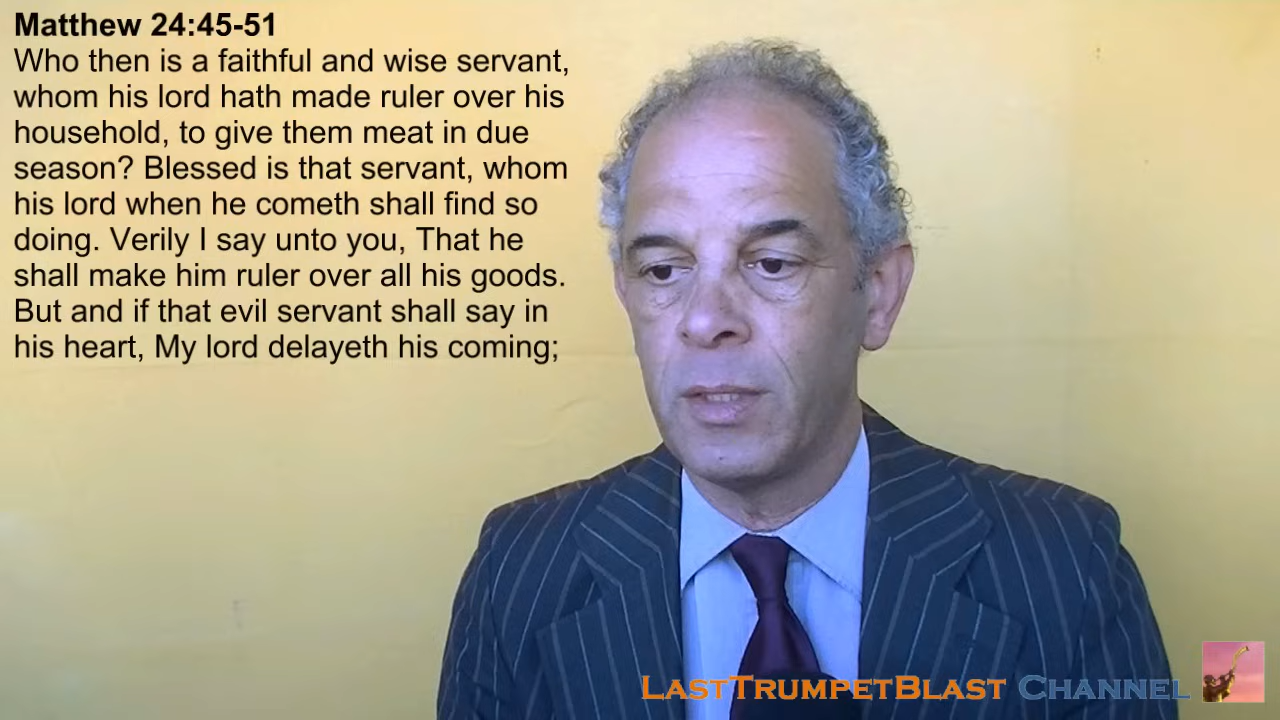 Matthew 24:45-51
Who then is a faithful and wise servant,
whom his lord hath made ruler over his
household, to give them meat in due
season? Blessed is that servant, whom
his lord when he cometh shall find so
doing. Verily I say unto you, That he
shall make him ruler over all his goods.
But and if that evil servant shall say in
his heart, My lord delayeth his coming;
LastTrumpetBlast Channel